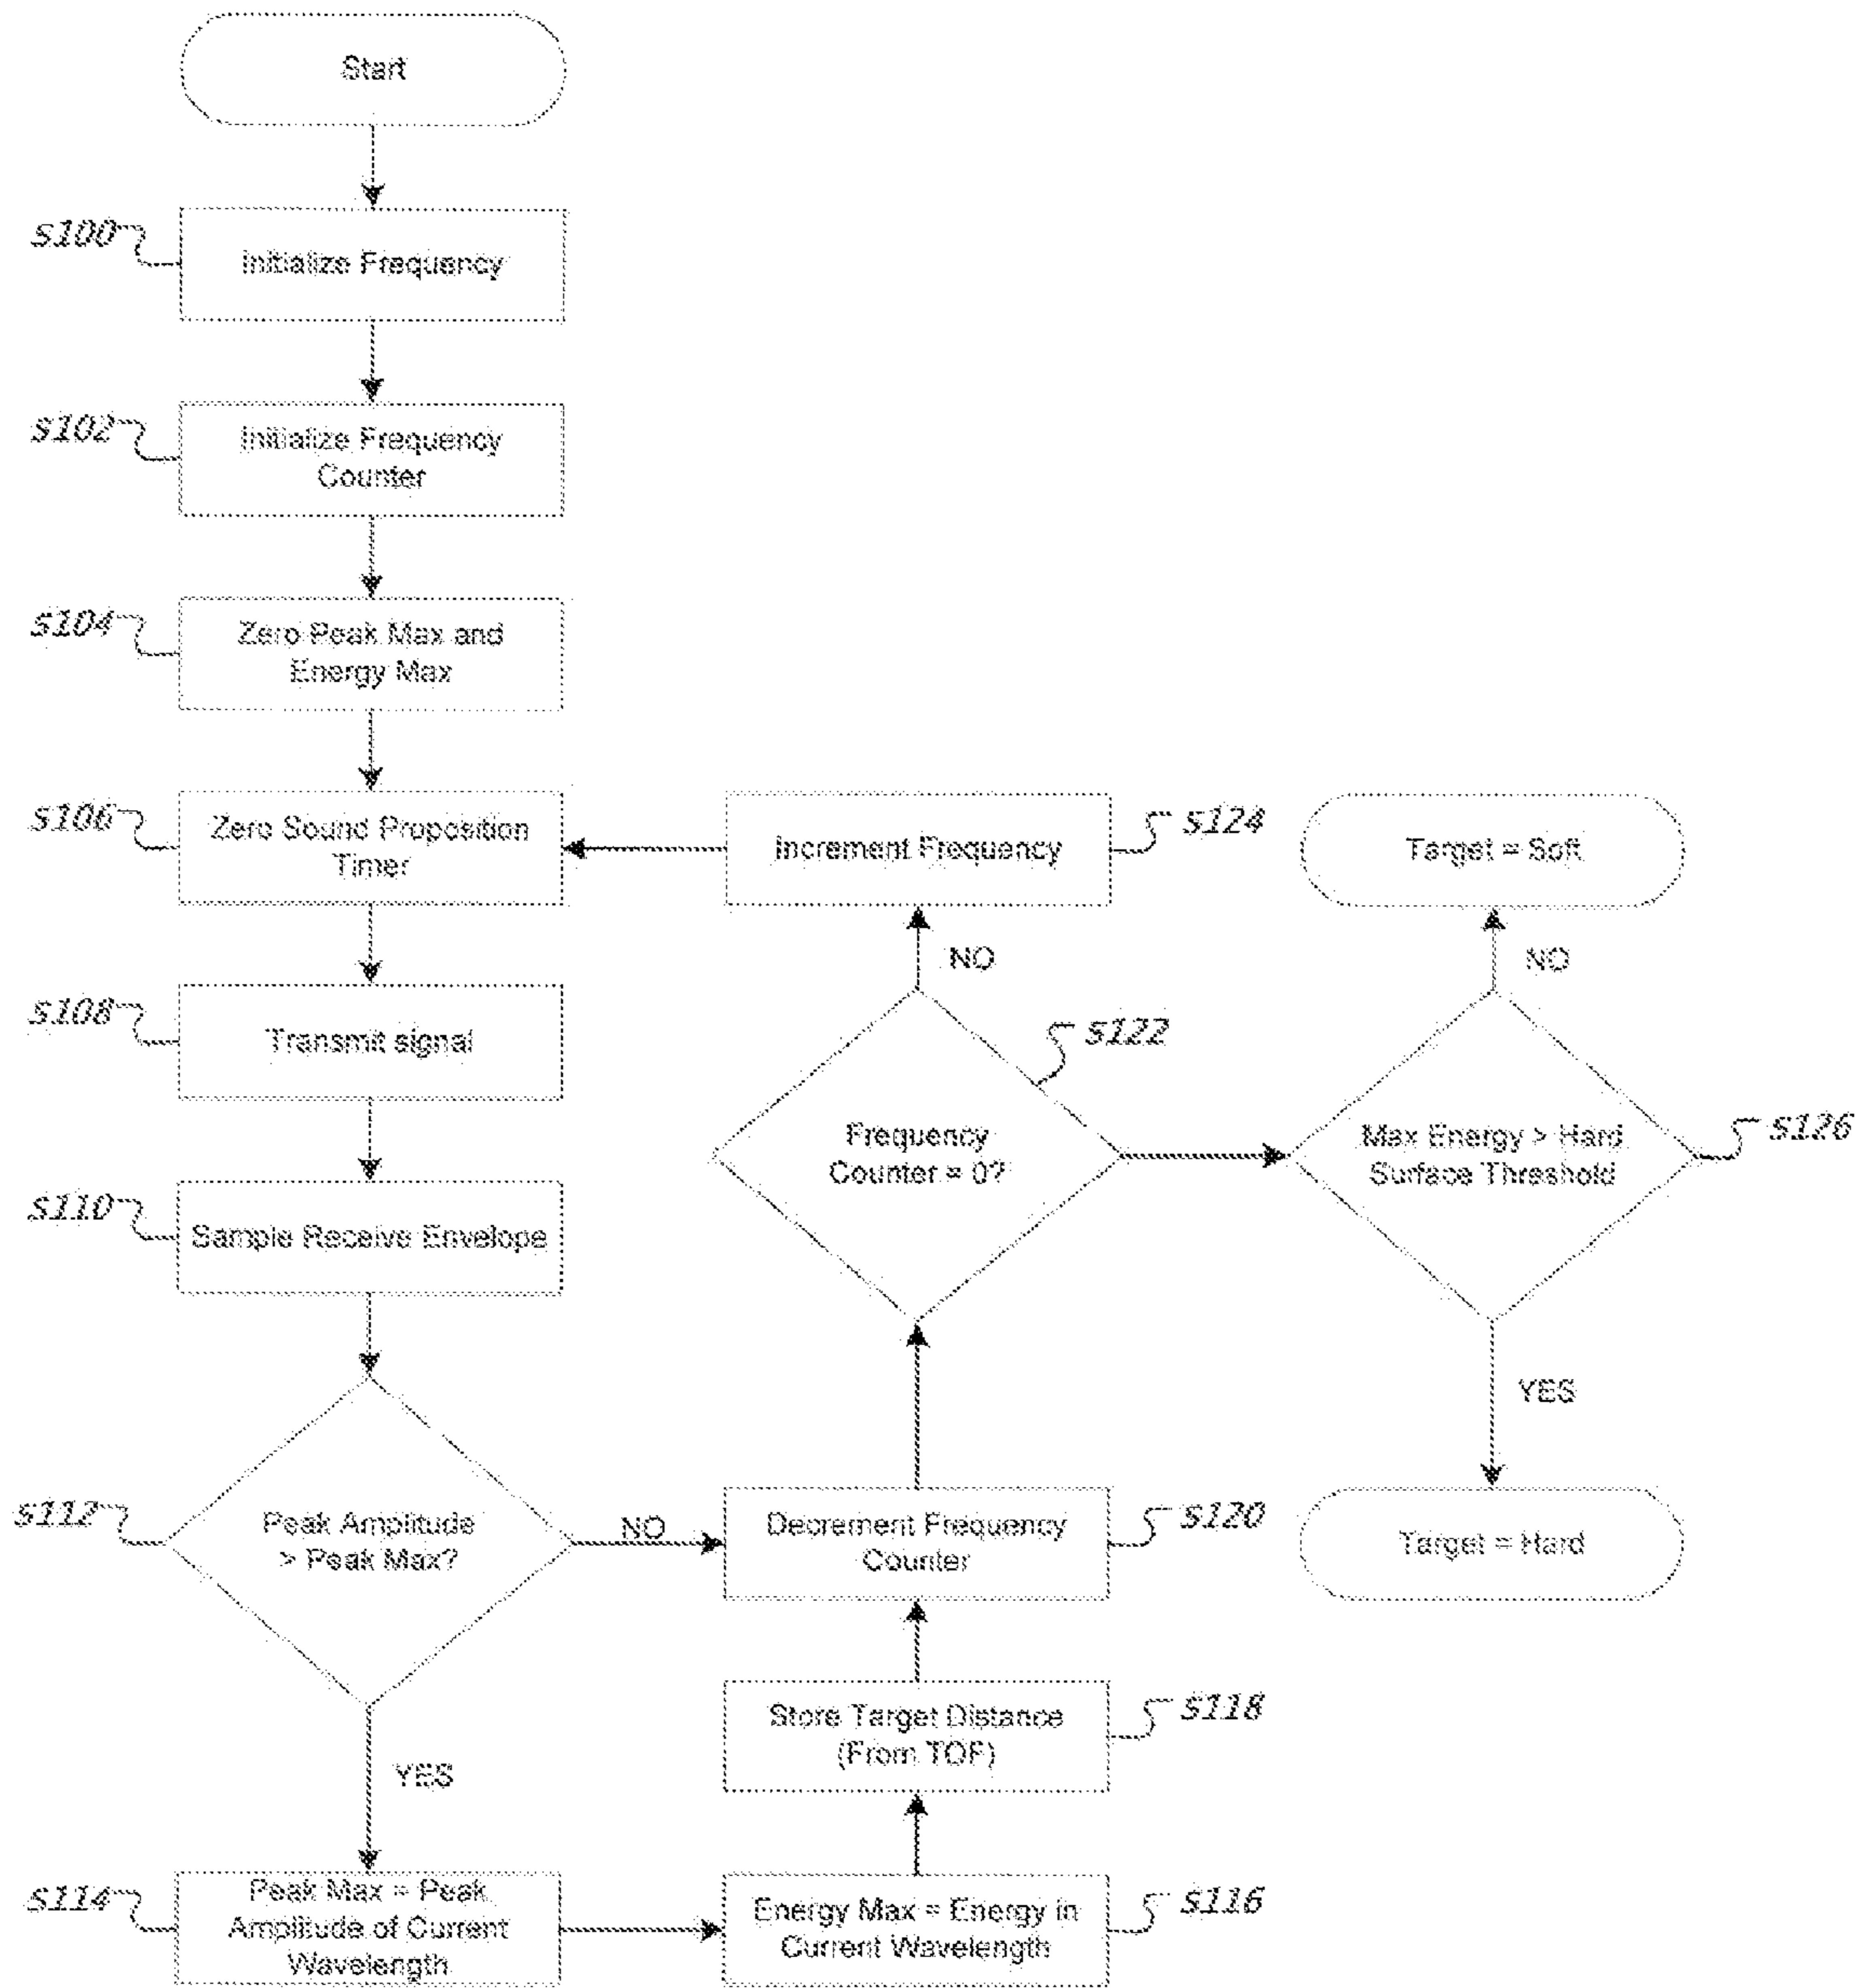 Start
s100
Initialize Frequency
s102
Initialize Frequency
Counter
s104
Zero Peak Max and
Energy Max
s106
Zero Sound Proposition
Timer
Increment Frequency
s124
Target = Soft
s108
Transmit signal
NO
NO
s122
Frequency
Counter = 0?
Max Energy > Hard
Surface Threshold
s126
s110
Sample Receive Envelope
YES
s112
Peak Amplitude
> Peak Max?
NO
Decrement Frequency
Counter
s120
Target = Hard
Store Target Distance
(From TOF)
s118
YES
s114
Peak Max = Peak
Amplitude of Current
Wavelength
Energy Max = Energy in
Current Wavelength
s116